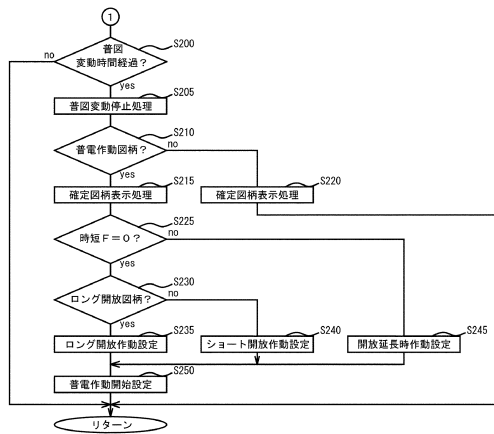 1
普図
変動時間経過？
S200
no
yes
普図変動停止処理
S205
普電作動図柄？
S210
no
yes
確定図柄表示処理
S215
確定図柄表示処理
S220
時短F=0？
S225
no
yes
ロング開放図柄？
S230
no
yes
ロング開放作動設定
S235
ショート開放作動設定
S240
開放延長時作動設定
S245
普電作動開始設定
S250
リターン